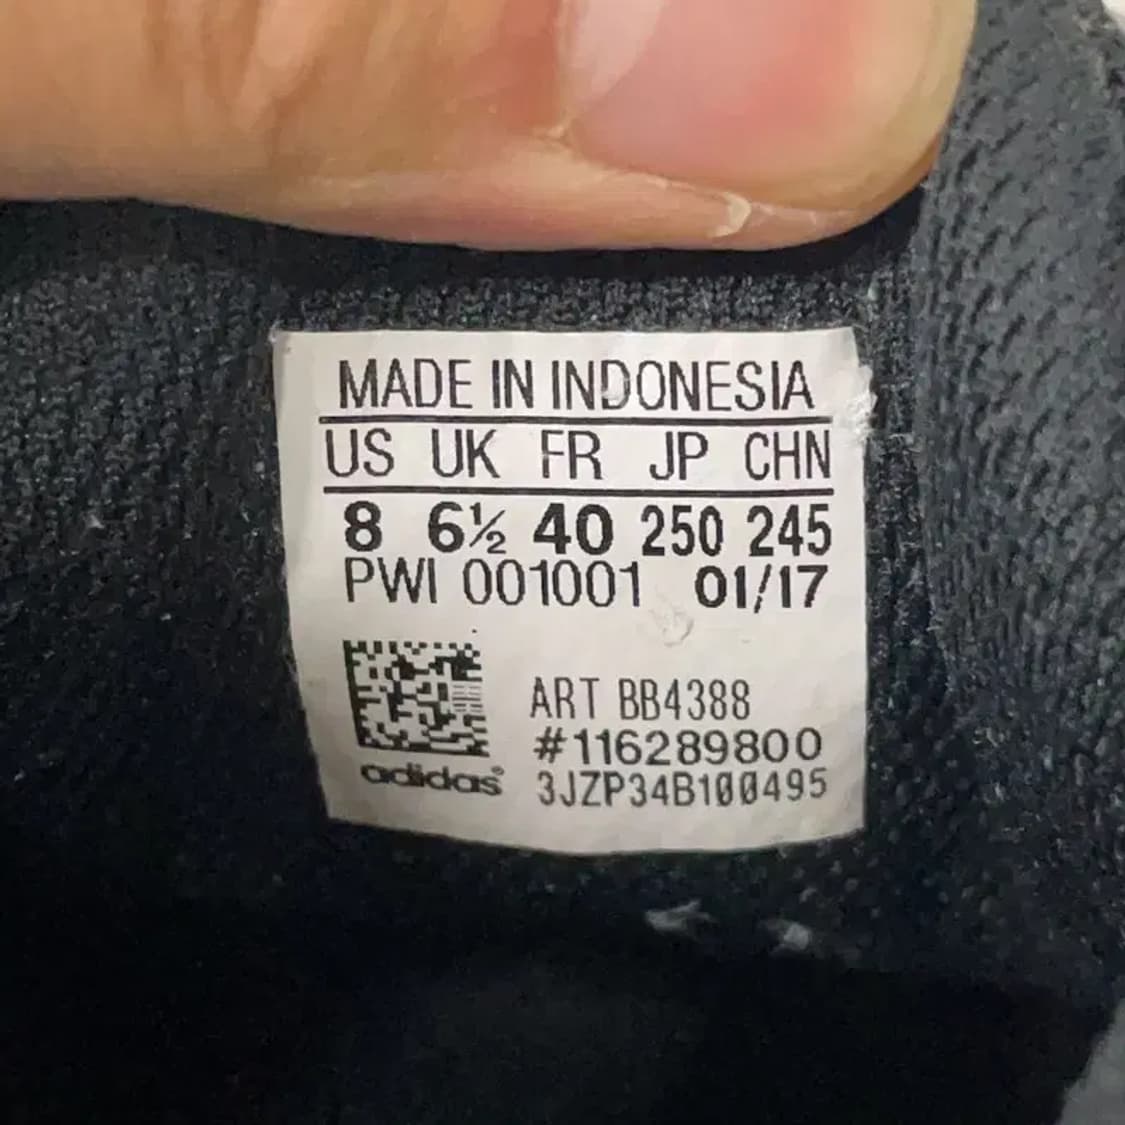 MADE IN INDONESIA
US UK FR JP CHN
8 6½ 40 250 245
PWI 001001 01/17
ART BB4388
#116289800
adidas®
3JZP34B100495